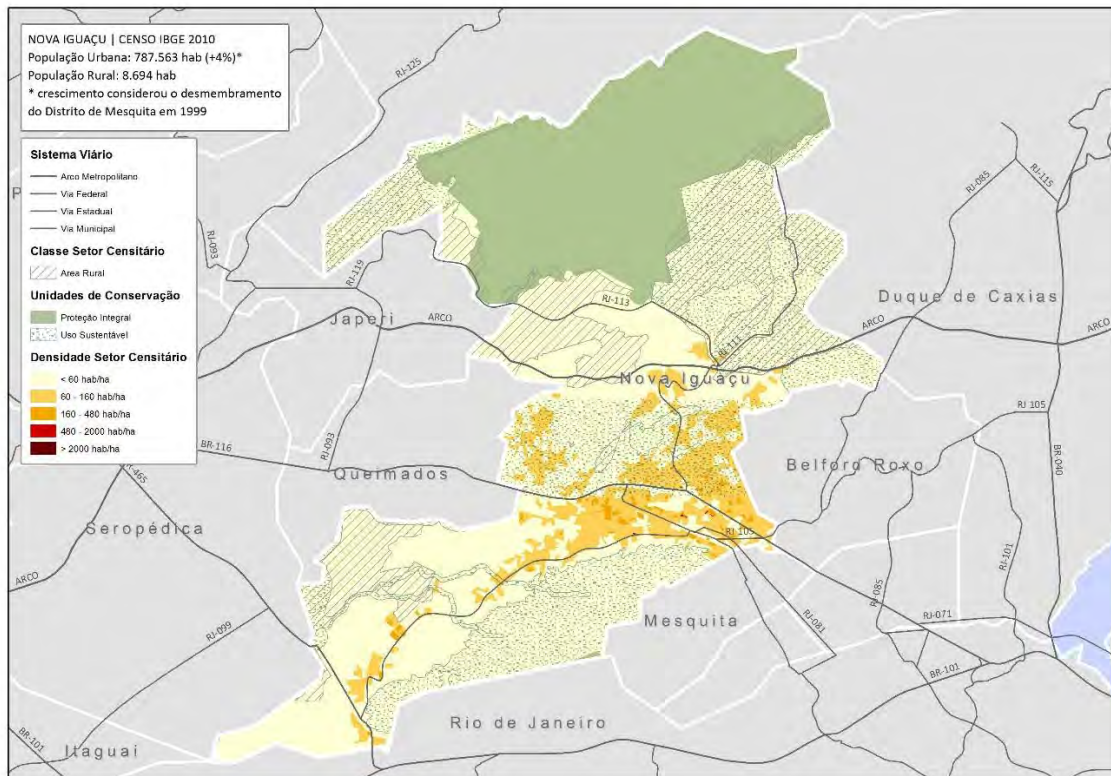 NOVA IGUAÇU | CENSO IBGE 2010
População Urbana: 787.563 hab (+4%)*
População Rural: 8.694 hab
* crescimento considerou o desmembramento
do Distrito de Mesquita em 1999
Sistema Viário
Arco Metropolitano
Via Federal
Via Estadual
Via Municipal
Classe Setor Censitário
Area Rural
Unidades de Conservação
Proteção Integral
Uso Sustentável
Densidade Setor Censitário
< 60 hab/ha
60 - 160 hab/ha
160 - 480 hab/ha
480 - 2000 hab/ha
> 2000 hab/ha
RJ-125
RJ-085
RJ-115
P
RJ-093
RJ-119
RJ-113
Duque de Caxias
Japeri
ARCO
ARCO
ARCO
RJ-111
Nova Iguaçu
RJ 105
RJ-093
BR-116
BR-040
Queimados
Belforo Roxo
-465
Seropédica
RJ 105
RJ-101
ARCO
RJ-085
RJ-099
Mesquita
RJ-081
RJ-071
BR-101
Rio de Janeiro
BR-101
Itaguaí